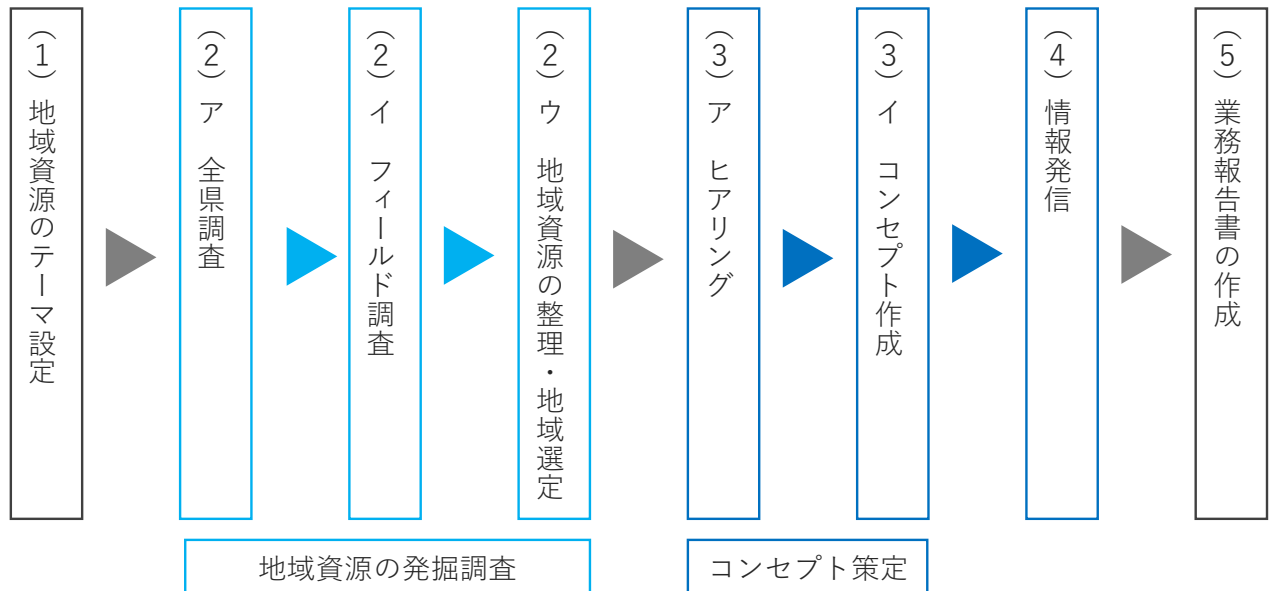 （1）地域資源のテーマ設定
（2）ア　全県調査
（2）イ　フィールド調査
（2）ウ　地域資源の整理・地域選定
（3）ア　ヒアリング
（3）イ　コンセプト作成
（4）情報発信
（5）業務報告書の作成
地域資源の発掘調査
コンセプト策定